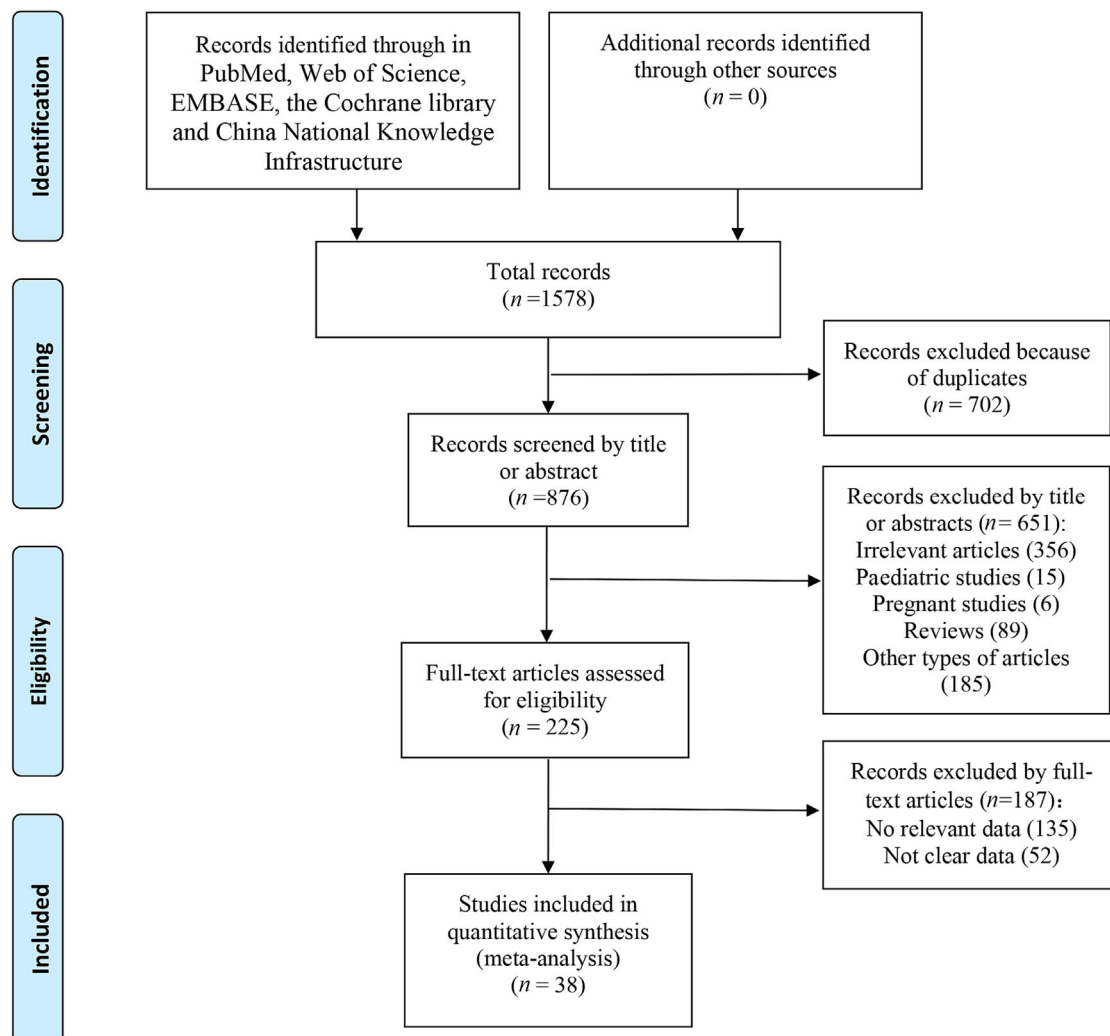 Identification
Records identified through in
PubMed, Web of Science,
EMBASE, the Cochrane library
and China National Knowledge
Infrastructure
Additional records identified
through other sources
(n = 0)
Total records
(n =1578)
Screening
Records excluded because
of duplicates
(n = 702)
Records screened by title
or abstract
(n =876)
Records excluded by title
or abstracts (n= 651):
Irrelevant articles (356)
Paediatric studies (15)
Pregnant studies (6)
Reviews (89)
Other types of articles
(185)
Eligibility
Full-text articles assessed
for eligibility
(n = 225)
Records excluded by full-
text articles (n=187):
No relevant data (135)
Not clear data (52)
Included
Studies included in
quantitative synthesis
(meta-analysis)
(n = 38)